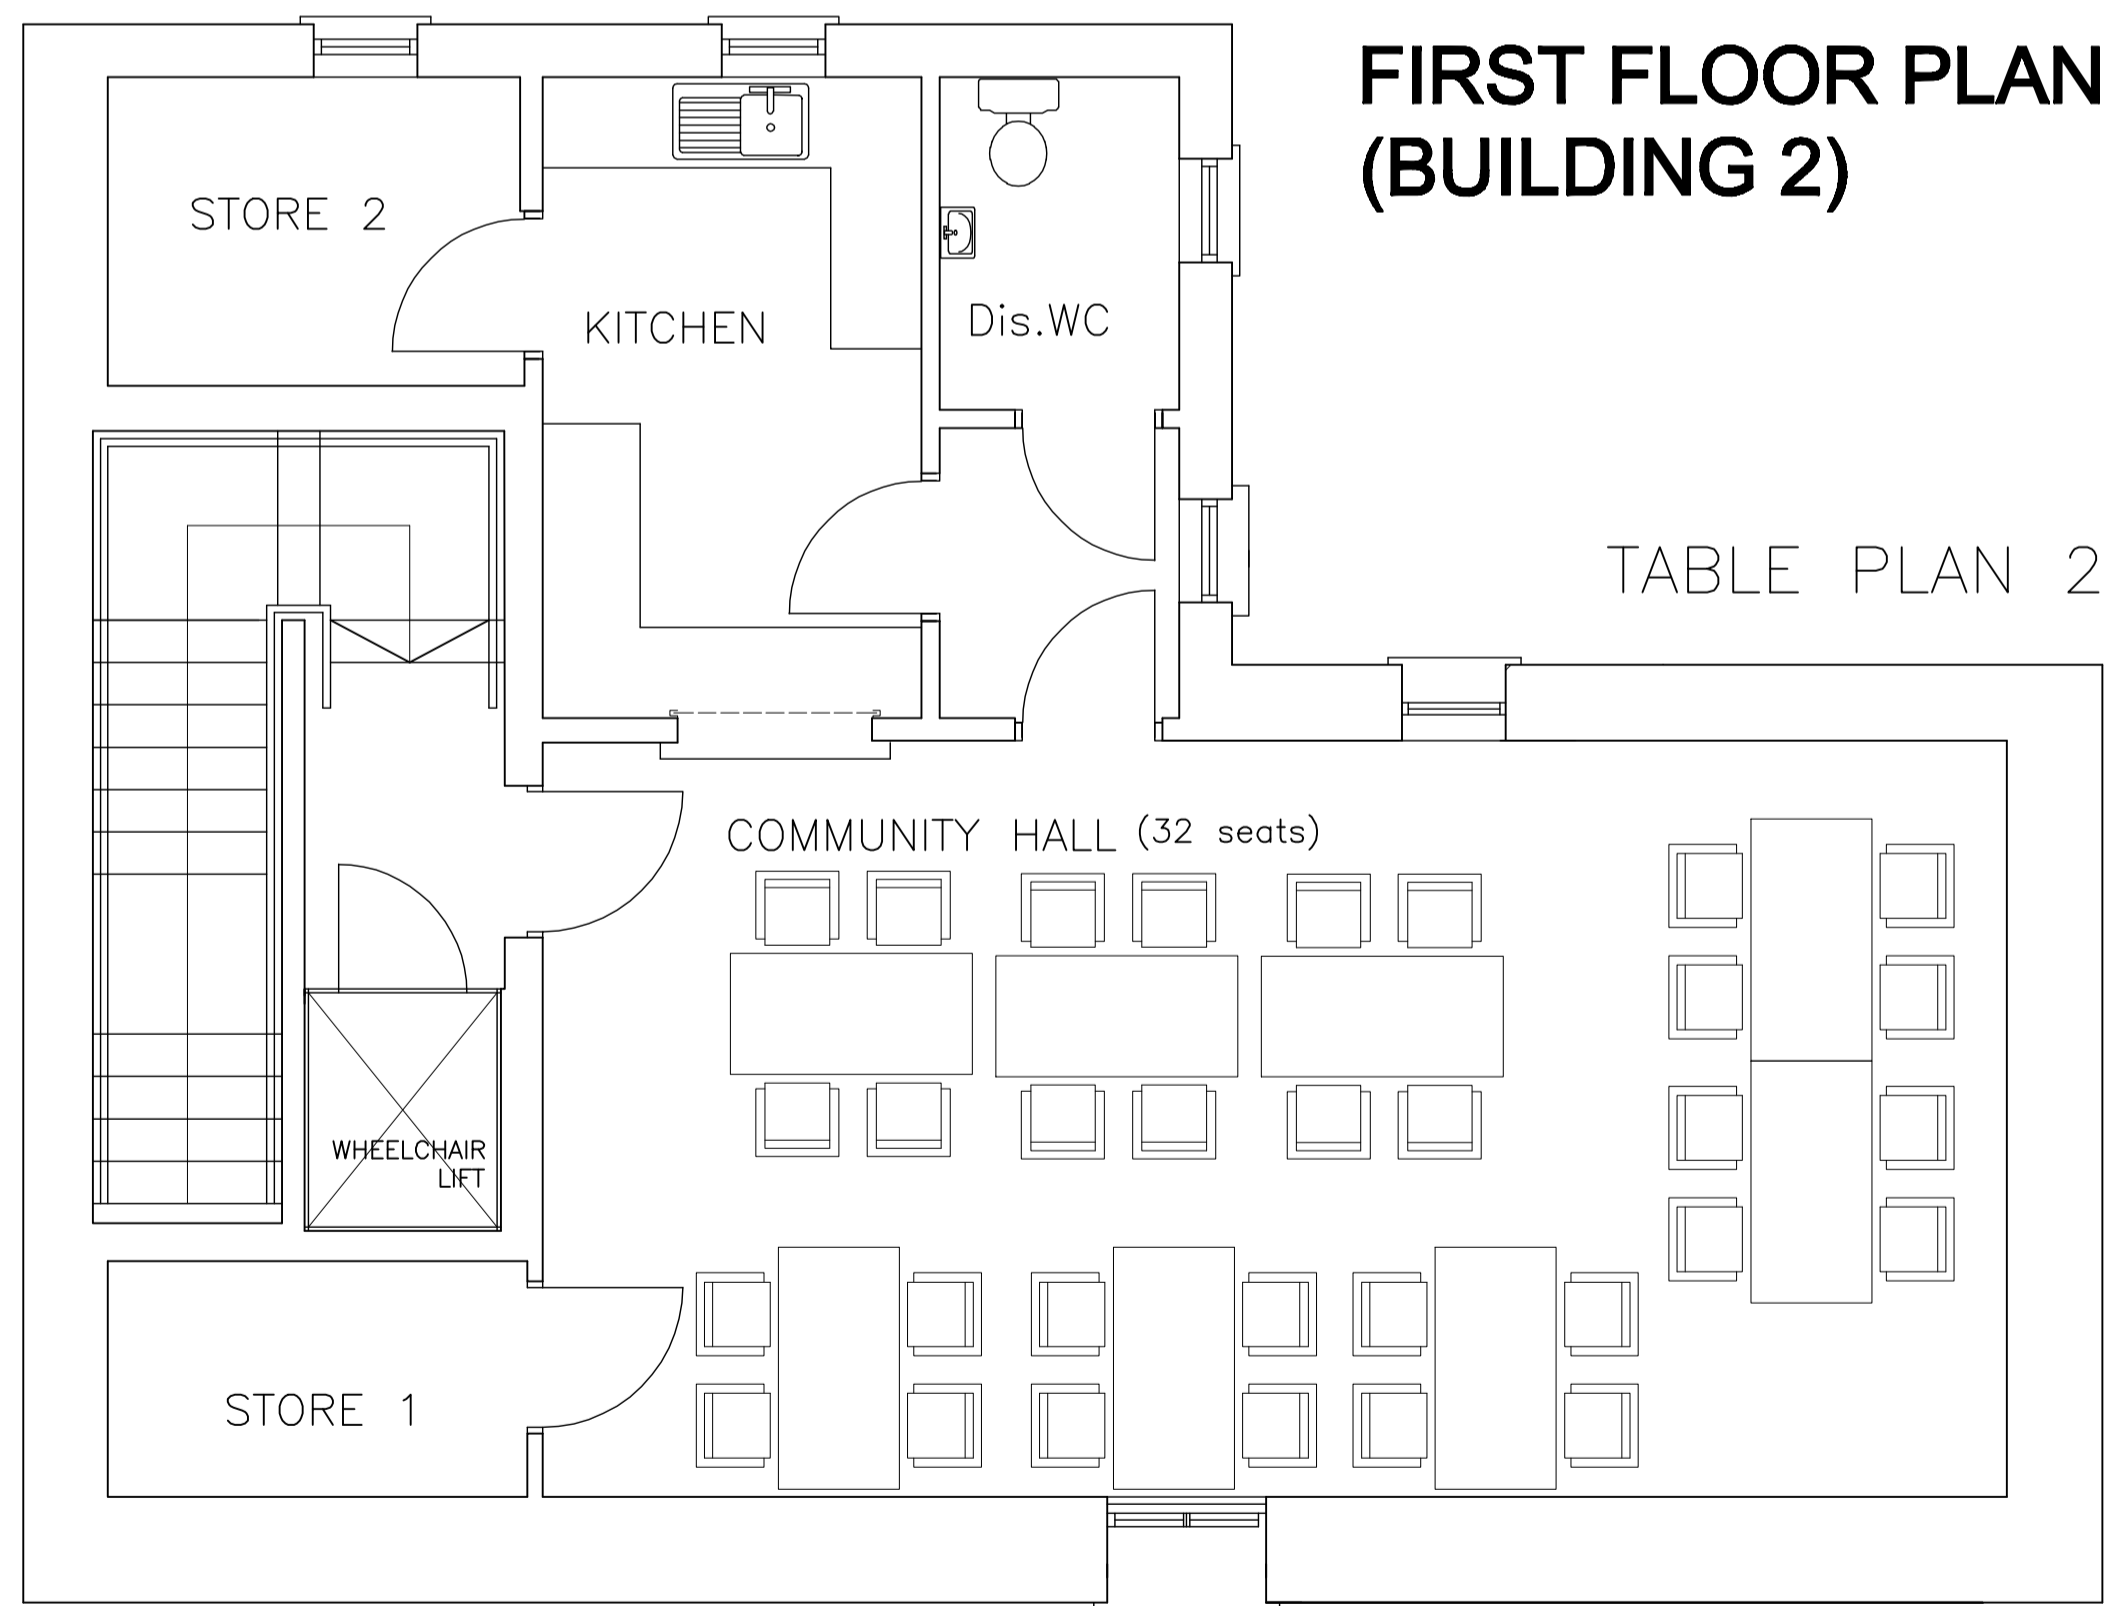 FIRST FLOOR PLAN
(BUILDING 2)
STORE 2
KITCHEN
Dis.WC
TABLE PLAN 2
COMMUNITY HALL (32 seats)
WHEELCHAIR
LIFT
STORE 1